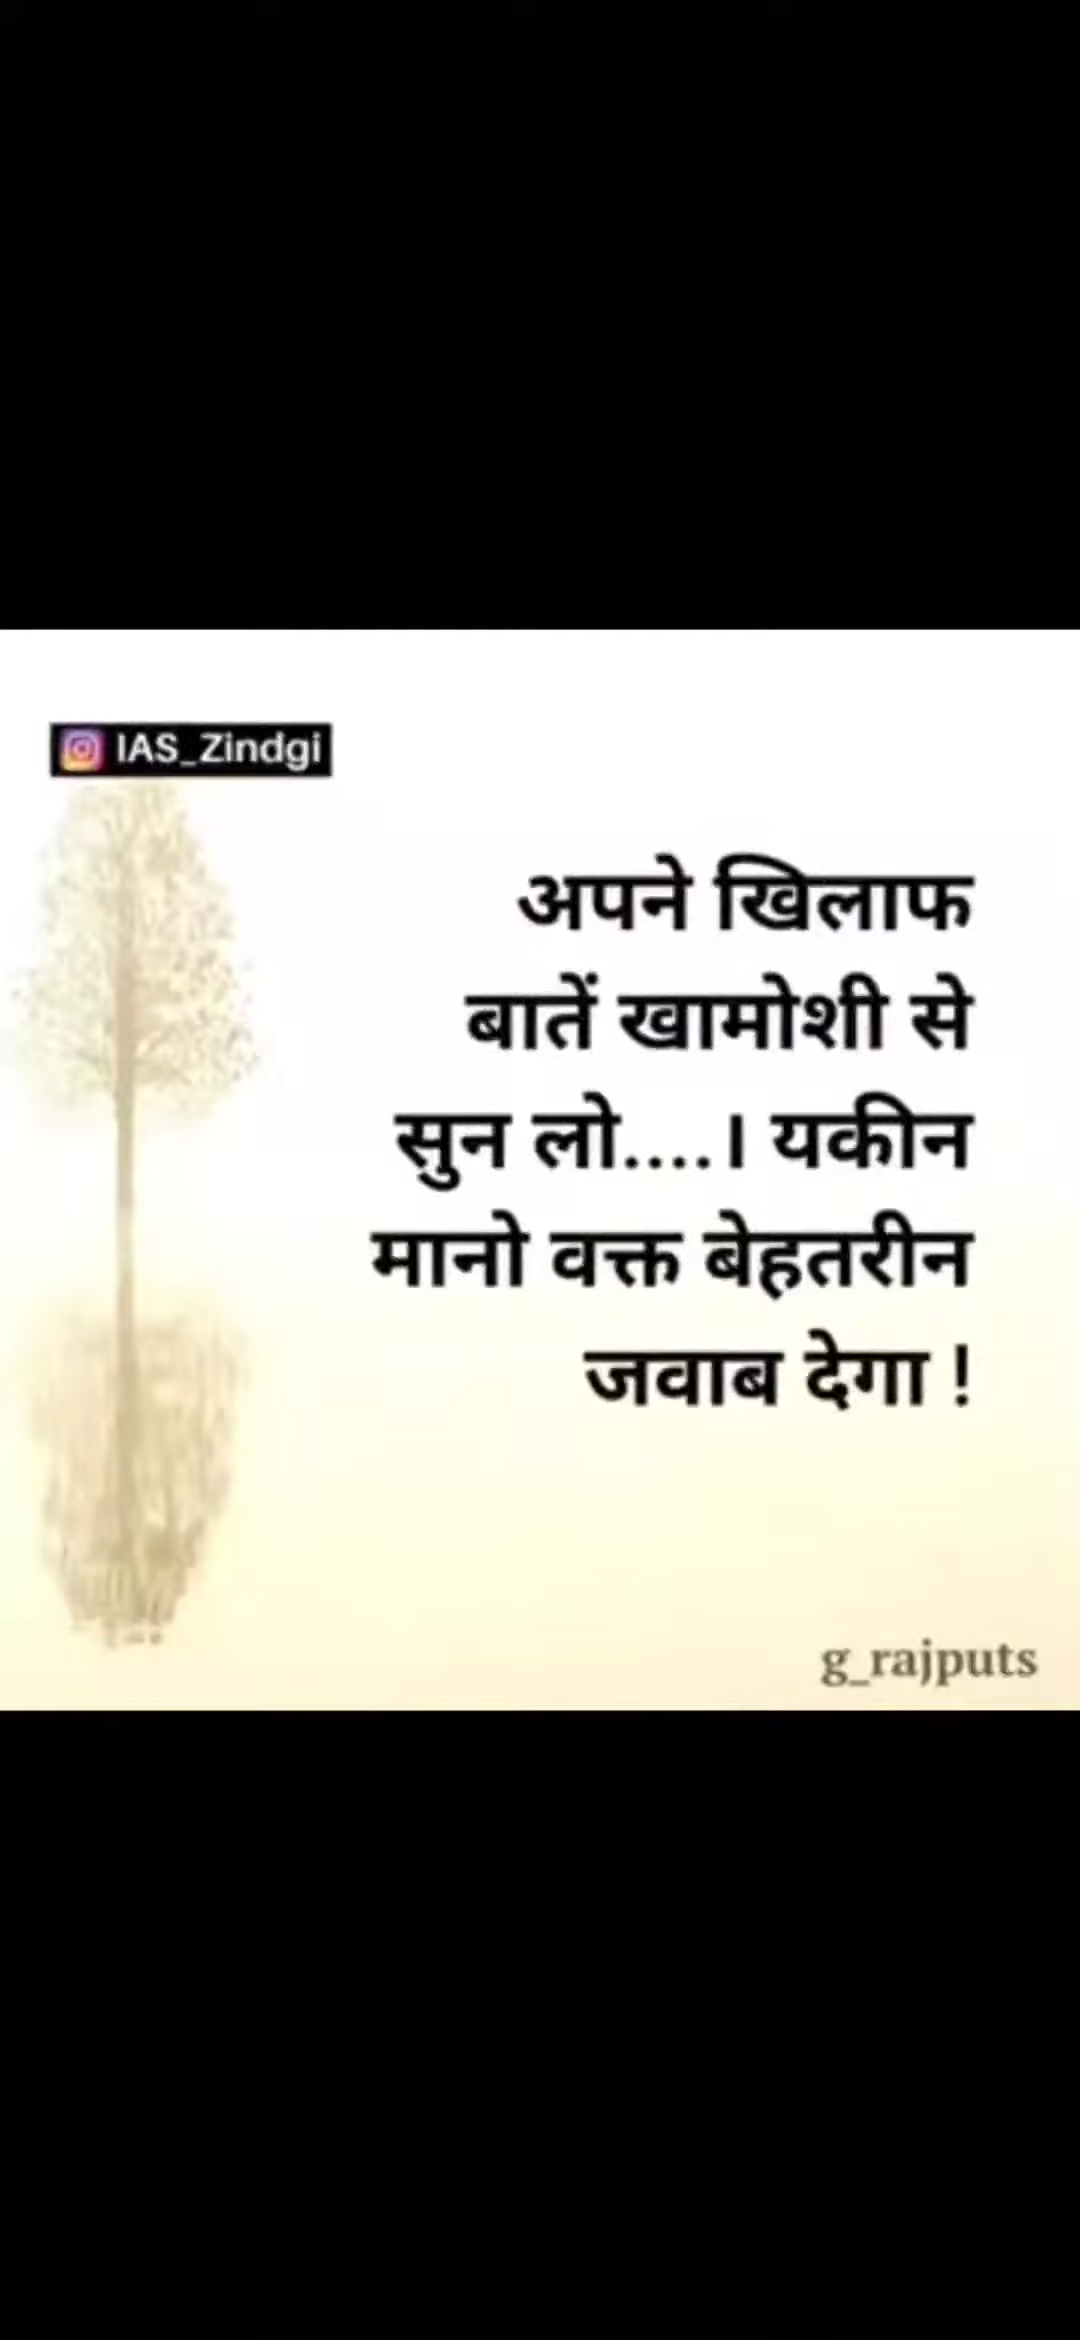 IAS_Zindgi
अपने खिलाफ
बातें खामोशी से
सुन लो....। यकीन
मानो वक्त बेहतरीन
जवाब देगा !
g_rajputs